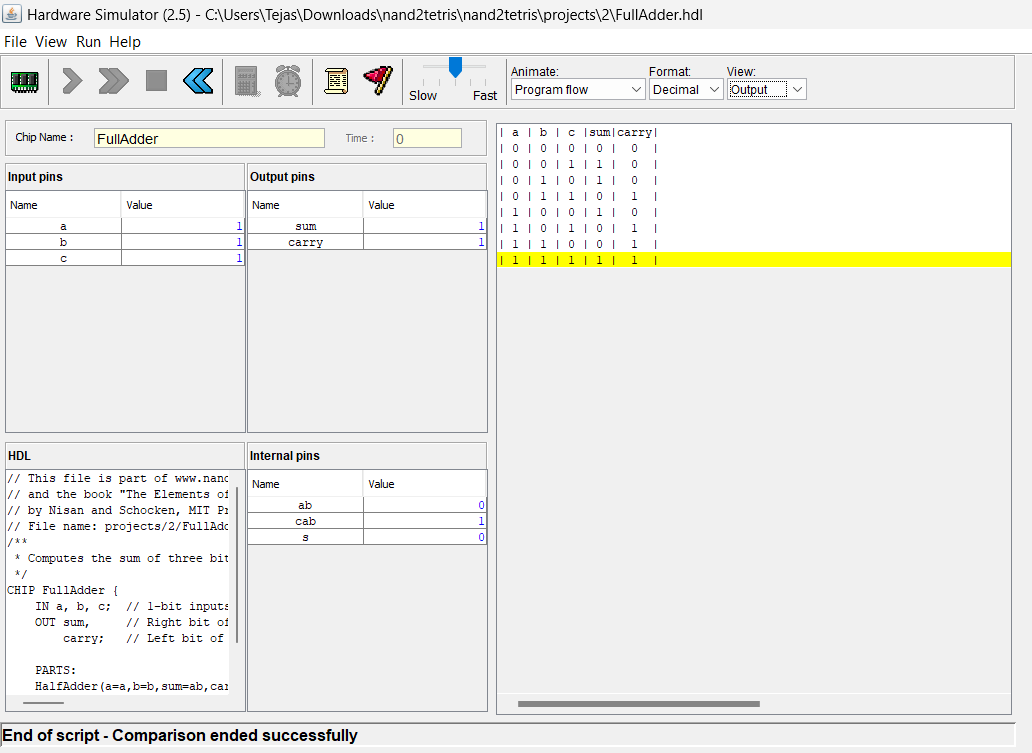 Hardware Simulator (2.5) - C:\Users\Tejas\Downloads\nand2tetris\nand2tetris\projects\2\FullAdder.hdl
File View Run Help
Slow Fast
Animate: Format: View:
Program flow Decimal Output
Chip Name : FullAdder Time : 0
Input pins
Name Value
a 1
b 1
c 1
Output pins
Name Value
sum 1
carry 1
HDL
// This file is part of www.nand
// and the book "The Elements of
// by Nisan and Schocken, MIT Pr
// File name: projects/2/FullAdd
/**
 * Computes the sum of three bit
 */
CHIP FullAdder {
    IN a, b, c;  // 1-bit inputs
    OUT sum,     // Right bit of
        carry;   // Left bit of

    PARTS:
    HalfAdder(a=a,b=b,sum=ab,car
Internal pins
Name Value
ab 0
cab 1
s 0
| a | b | c |sum|carry|
| 0 | 0 | 0 | 0 |  0  |
| 0 | 0 | 1 | 1 |  0  |
| 0 | 1 | 0 | 1 |  0  |
| 0 | 1 | 1 | 0 |  1  |
| 1 | 0 | 0 | 1 |  0  |
| 1 | 0 | 1 | 0 |  1  |
| 1 | 1 | 0 | 0 |  1  |
| 1 | 1 | 1 | 1 |  1  |
End of script - Comparison ended successfully